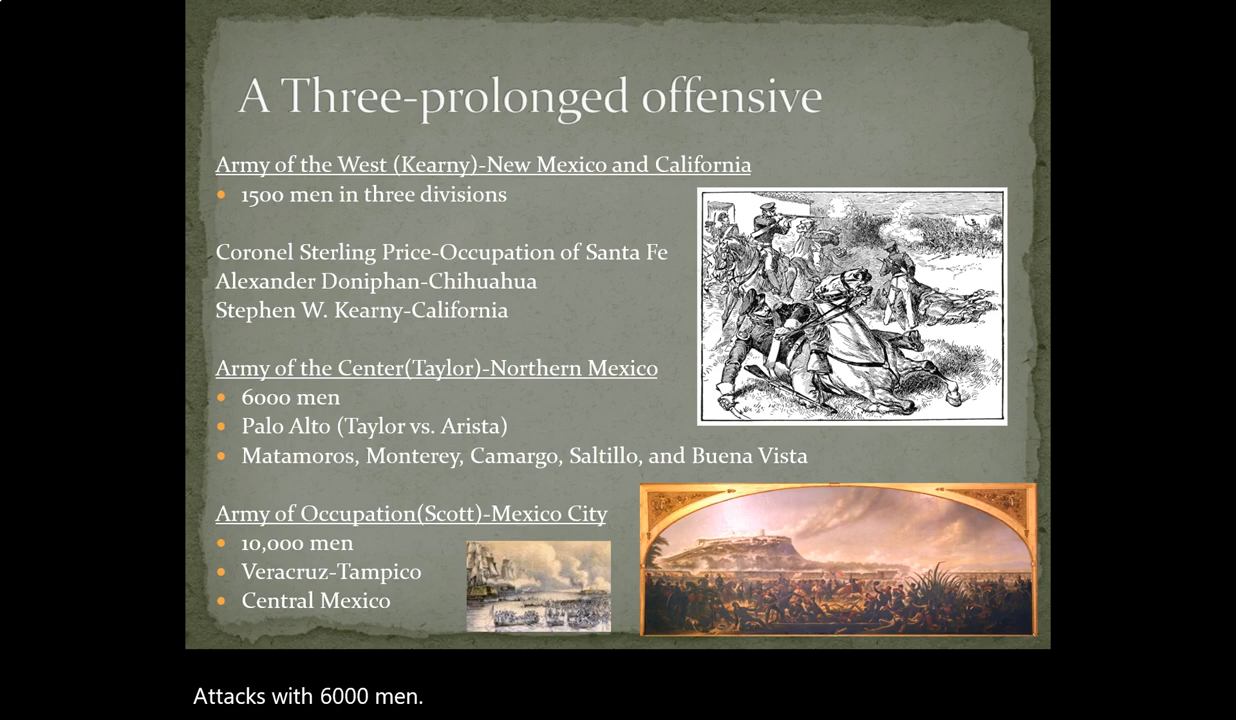 A Three-prolonged offensive
Army of the West (Kearny)-New Mexico and California
1500 men in three divisions
Coronel Sterling Price-Occupation of Santa Fe
Alexander Doniphan-Chihuahua
Stephen W. Kearny-California
Army of the Center(Taylor)-Northern Mexico
6000 men
Palo Alto (Taylor vs. Arista)
Matamoros, Monterey, Camargo, Saltillo, and Buena Vista
Army of Occupation(Scott)-Mexico City
10,000 men
Veracruz-Tampico
Central Mexico
Attacks with 6000 men.